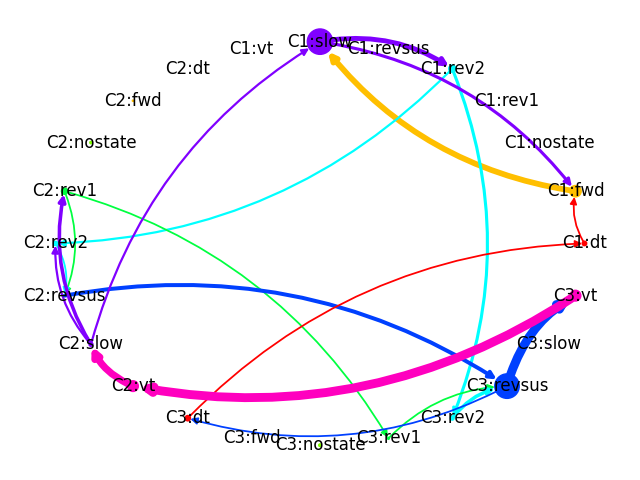 C1:slow
C1:vt
C1:revsus
C2:dt
C1:rev2
C2:fwd
C1:rev1
C2:nostate
C1:nostate
C2:rev1
C1:fwd
C2:rev2
C1:dt
C2:revsus
C3:vt
C2:slow
C3:slow
C2:vt
C3:revsus
C3:dt
C3:rev2
C3:fwd
C3:rev1
C3:nostate